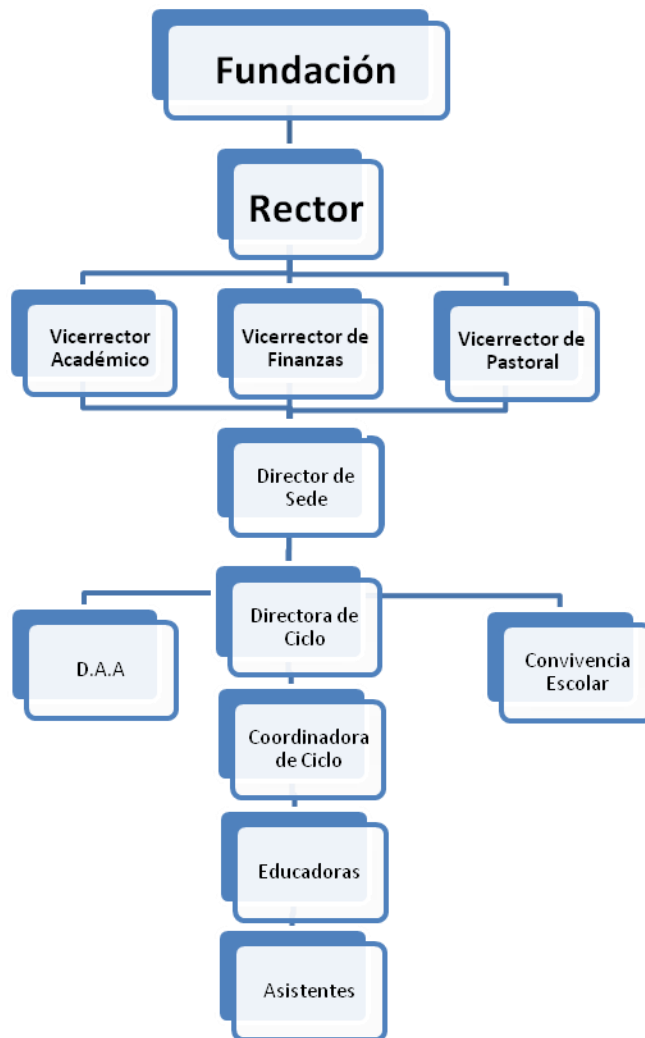 Fundación
Rector
Vicerrector
Académico
Vicerrector de
Finanzas
Vicerrector de
Pastoral
Director de
Sede
D.A.A
Directora de
Ciclo
Convivencia
Escolar
Coordinadora
de Ciclo
Educadoras
Asistentes